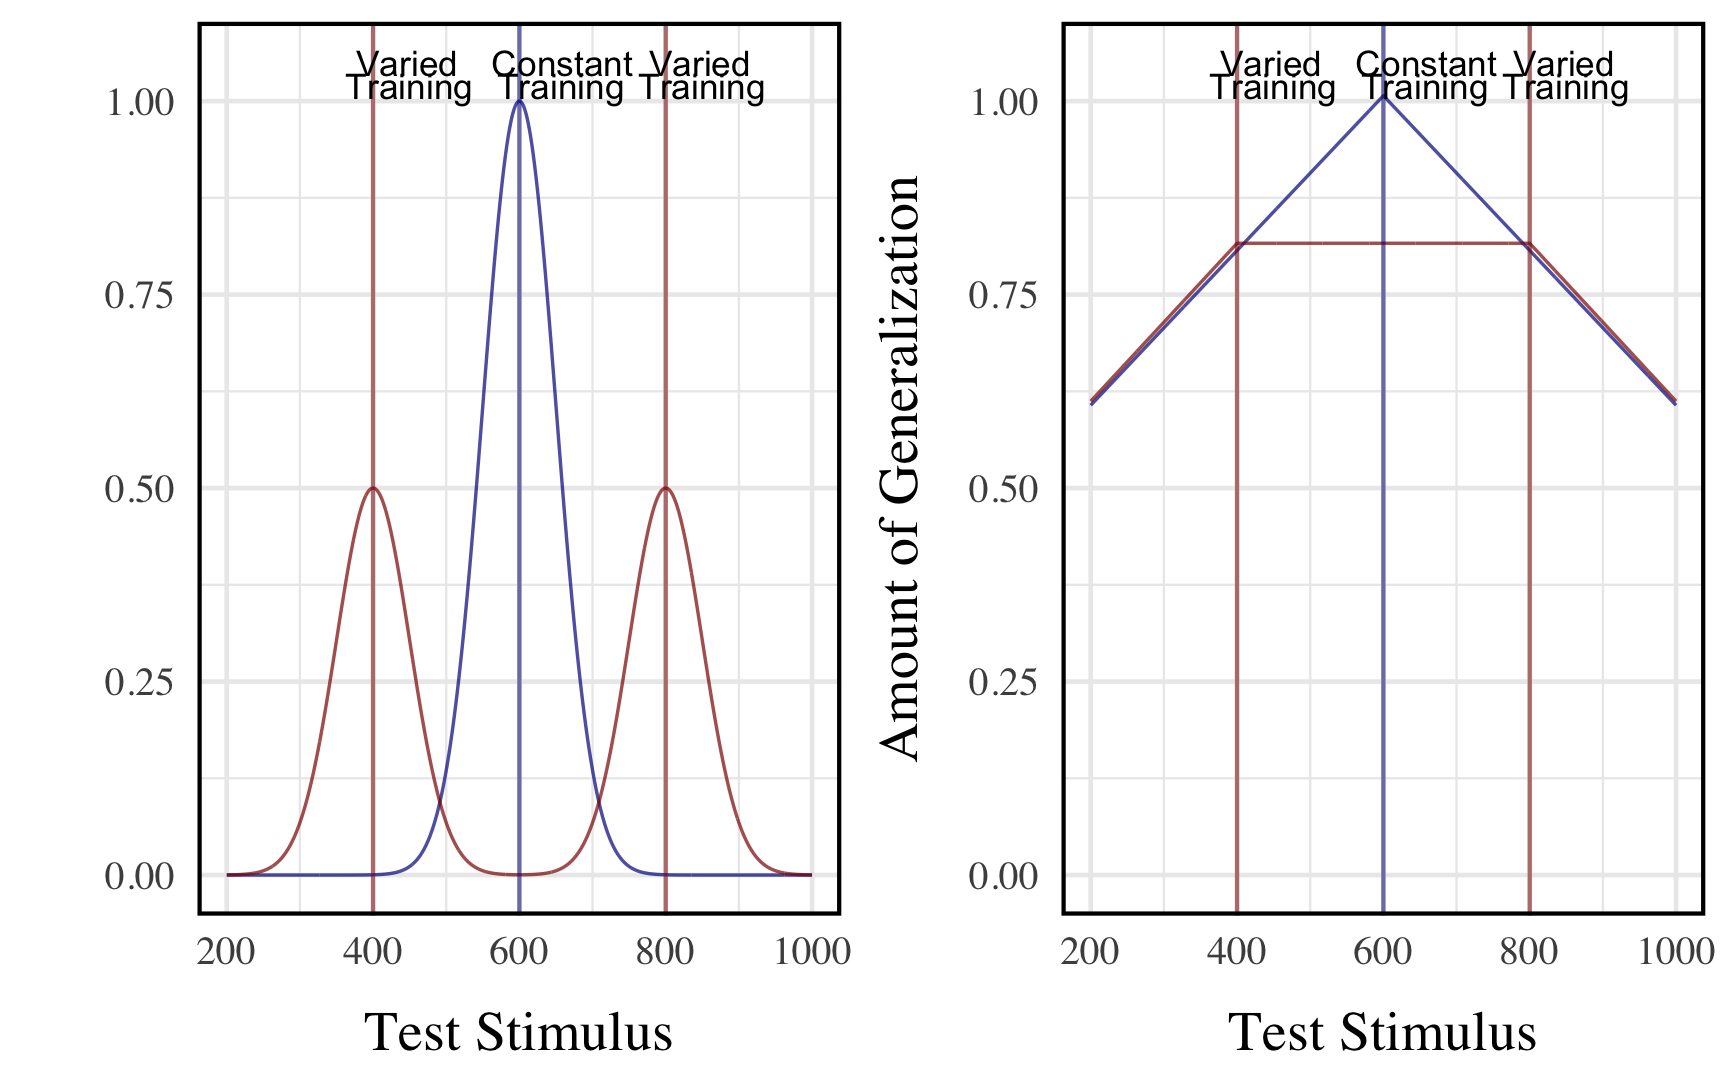 Varied
Training
Constant
Training
Varied
Training
1.00
0.75
0.50
0.25
0.00
200 400 600 800 1000
Test Stimulus
Amount of Generalization
Varied
Training
Constant
Training
Varied
Training
1.00
0.75
0.50
0.25
0.00
200 400 600 800 1000
Test Stimulus